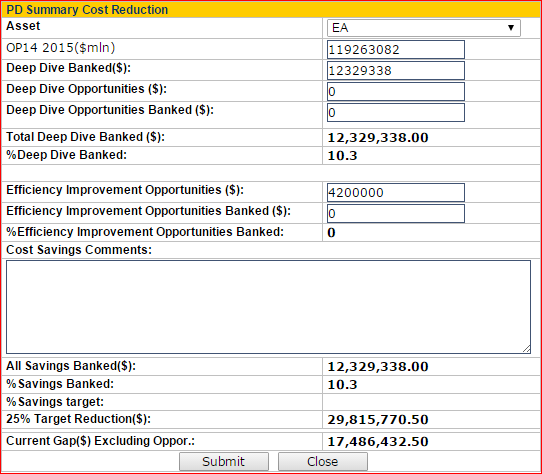 PD Summary Cost Reduction
Asset EA
OP14 2015($mln) 119263082
Deep Dive Banked($): 12329338
Deep Dive Opportunities ($): 0
Deep Dive Opportunities Banked ($): 0
Total Deep Dive Banked ($): 12,329,338.00
%Deep Dive Banked: 10.3
Efficiency Improvement Opportunities ($): 4200000
Efficiency Improvement Opportunities Banked ($): 0
%Efficiency Improvement Opportunities Banked: 0
Cost Savings Comments:
All Savings Banked($): 12,329,338.00
%Savings Banked: 10.3
%Savings target:
25% Target Reduction($): 29,815,770.50
Current Gap($) Excluding Oppor.: 17,486,432.50
Submit Close